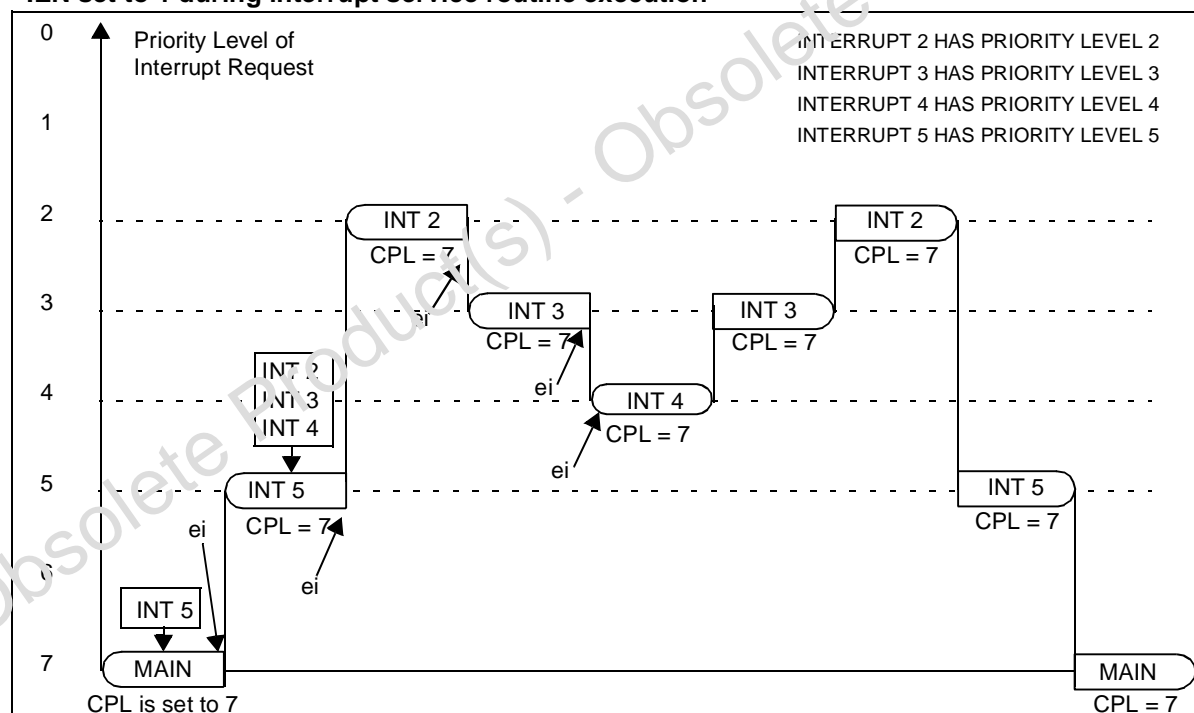 IEN set to 1 during interrupt service routine execution
0
Priority Level of
Interrupt Request
INTERRUPT 2 HAS PRIORITY LEVEL 2
INTERRUPT 3 HAS PRIORITY LEVEL 3
INTERRUPT 4 HAS PRIORITY LEVEL 4
INTERRUPT 5 HAS PRIORITY LEVEL 5
1
2
INT 2
CPL = 7
INT 2
CPL = 7
3
ei
INT 3
CPL = 7
INT 3
CPL = 7
INT 2
INT 3
INT 4
4
ei
INT 4
CPL = 7
ei
5
INT 5
CPL = 7
INT 5
CPL = 7
ei
ei
6
INT 5
7
MAIN
CPL is set to 7
MAIN
CPL = 7
Obsolete Product(s) - Obsolete